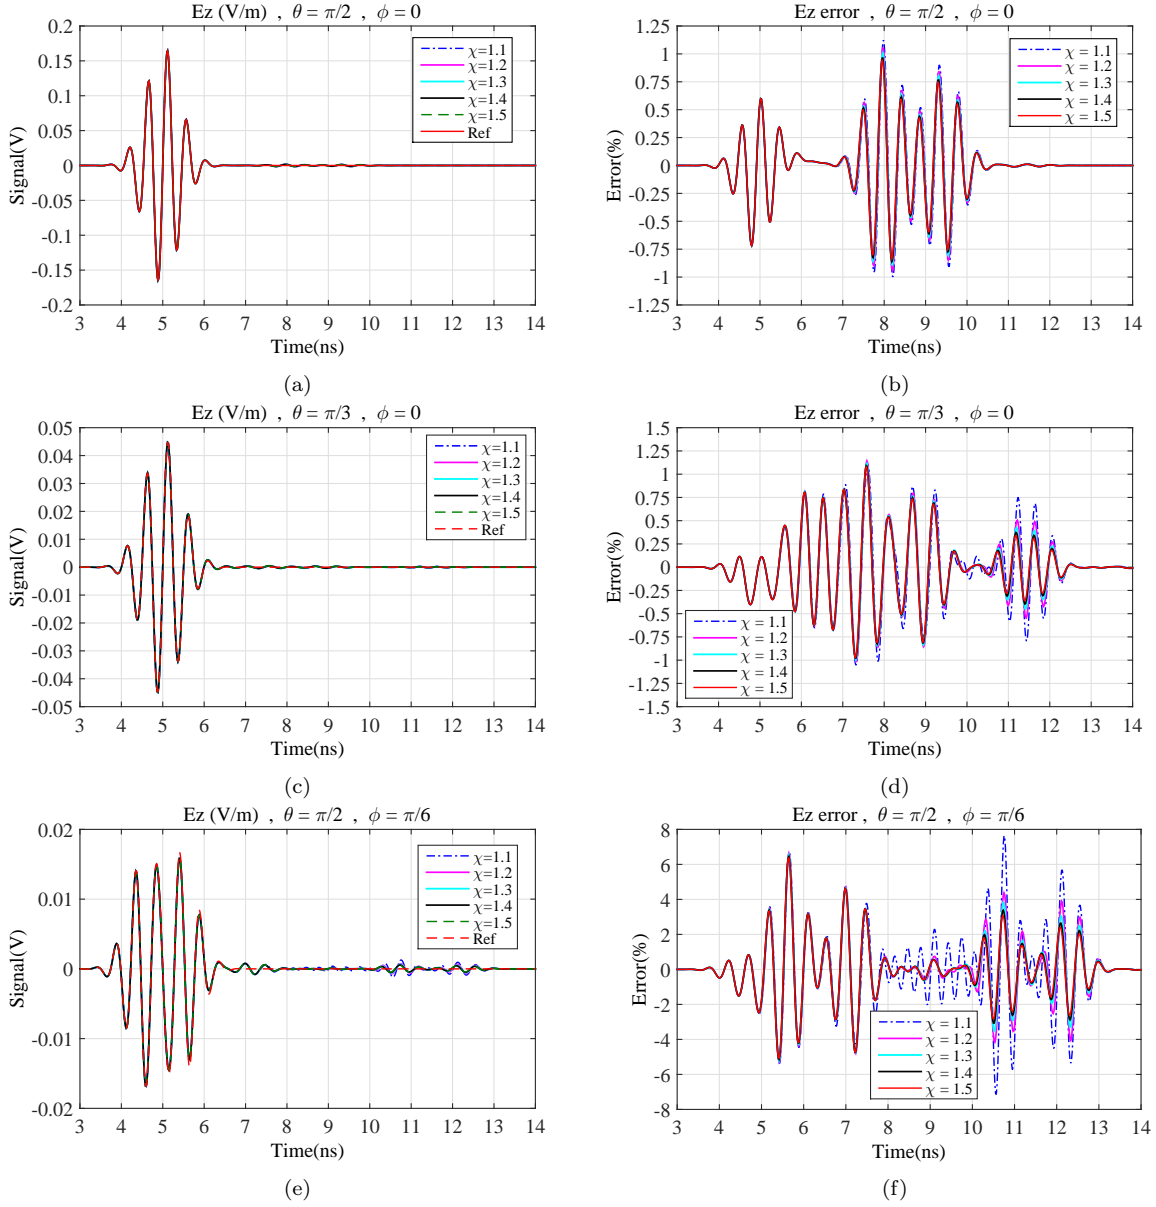 Ez (V/m) , θ = π/2 , ϕ = 0
Signal(V)
0.2
0.15
0.1
0.05
0
-0.05
-0.1
-0.15
-0.2
χ=1.1
χ=1.2
χ=1.3
χ=1.4
χ=1.5
Ref
3 4 5 6 7 8 9 10 11 12 13 14
Time(ns)
(a)
Ez error , θ = π/2 , ϕ = 0
Error(%)
1.25
1
0.75
0.5
0.25
0
-0.25
-0.5
-0.75
-1
1.25
χ = 1.1
χ = 1.2
χ = 1.3
χ = 1.4
χ = 1.5
3 4 5 6 7 8 9 10 11 12 13 14
Time(ns)
(b)
Ez (V/m) , θ = π/3 , ϕ = 0
Signal(V)
0.05
0.04
0.03
0.02
0.01
0
-0.01
-0.02
-0.03
-0.04
-0.05
χ=1.1
χ=1.2
χ=1.3
χ=1.4
χ=1.5
Ref
3 4 5 6 7 8 9 10 11 12 13 14
Time(ns)
(c)
Ez error , θ = π/3 , ϕ = 0
Error(%)
1.5
1.25
1
0.75
0.5
0.25
0
-0.25
-0.5
-0.75
-1
-1.25
-1.5
χ = 1.1
χ = 1.2
χ = 1.3
χ = 1.4
χ = 1.5
3 4 5 6 7 8 9 10 11 12 13 14
Time(ns)
(d)
Ez (V/m) , θ = π/2 , ϕ = π/6
Signal(V)
0.02
0.01
0
-0.01
-0.02
χ=1.1
χ=1.2
χ=1.3
χ=1.4
χ=1.5
Ref
3 4 5 6 7 8 9 10 11 12 13 14
Time(ns)
(e)
Ez error , θ = π/2 , ϕ = π/6
Error(%)
8
6
4
2
0
-2
-4
-6
-8
χ = 1.1
χ = 1.2
χ = 1.3
χ = 1.4
χ = 1.5
3 4 5 6 7 8 9 10 11 12 13 14
Time(ns)
(f)